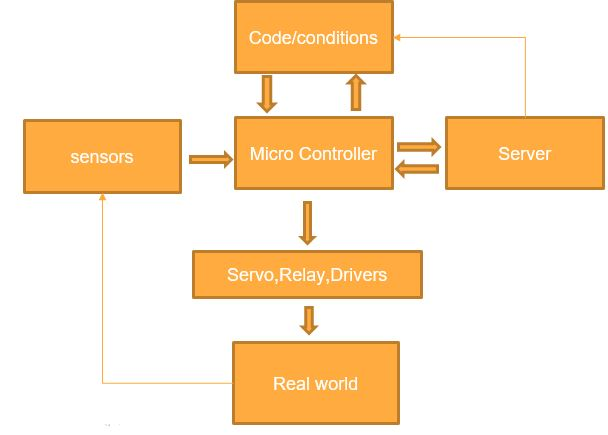 Code/conditions
sensors
Micro Controller
Server
Servo,Relay,Drivers
Real world